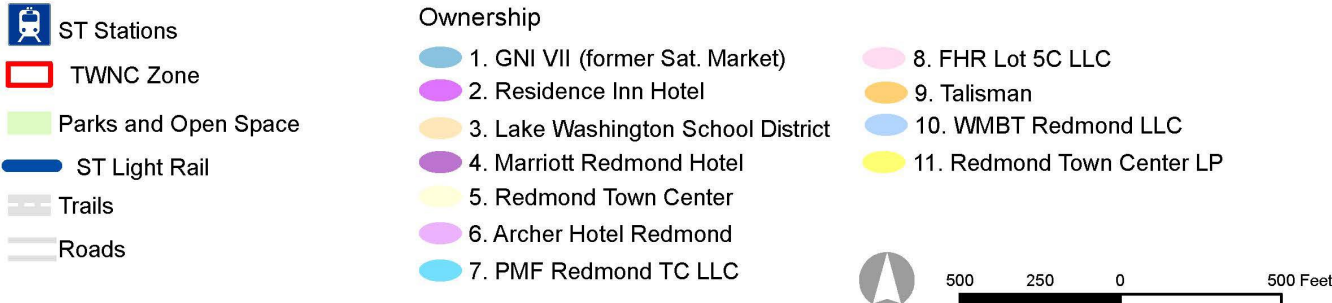 ST Stations
TWNC Zone
Parks and Open Space
ST Light Rail
Trails
Roads
Ownership
1. GNI VII (former Sat. Market)
2. Residence Inn Hotel
3. Lake Washington School District
4. Marriott Redmond Hotel
5. Redmond Town Center
6. Archer Hotel Redmond
7. PMF Redmond TC LLC
8. FHR Lot 5C LLC
9. Talisman
10. WMBT Redmond LLC
11. Redmond Town Center LP
500 250 0 500 Feet